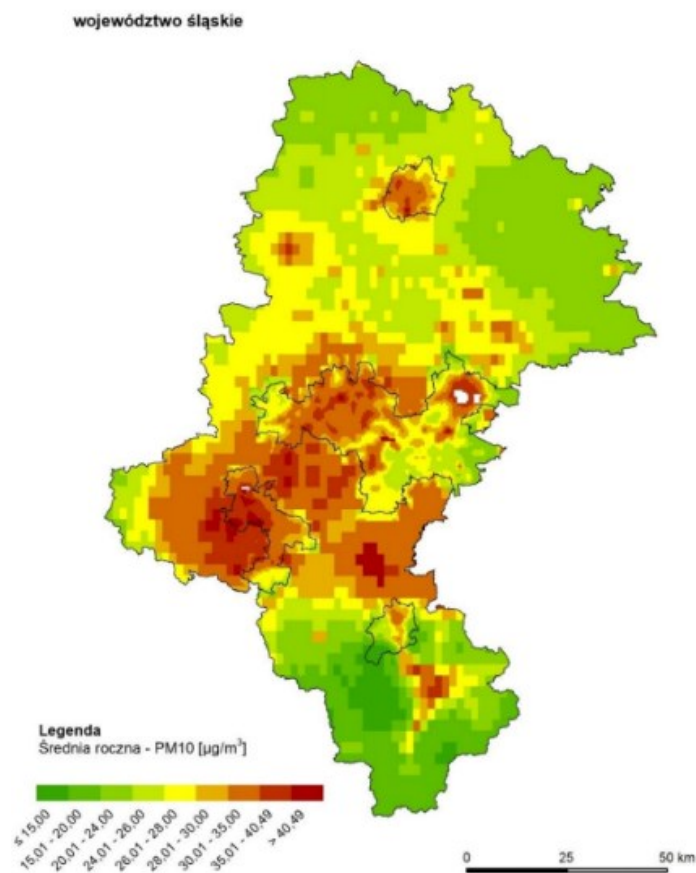 województwo śląskie
Legenda
Średnia roczna - PM10 [µg/m³]
≤ 15,00
15,01 - 20,00
20,01 - 24,00
24,01 - 26,00
26,01 - 28,00
28,01 - 30,00
30,01 - 35,00
35,01 - 40,49
> 40,49
0 25 50 km